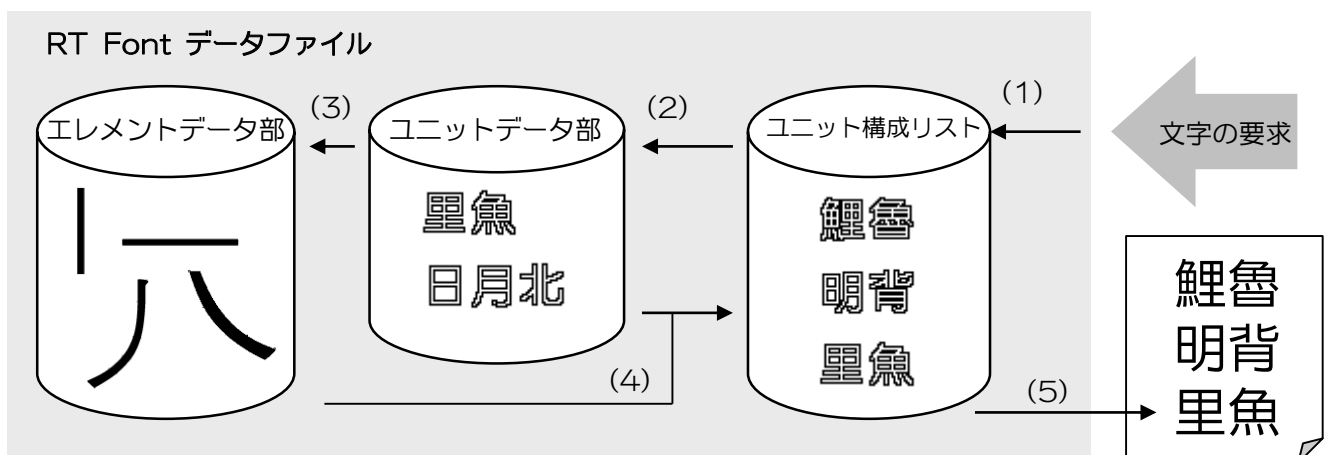 RT Font データファイル
(1)
(2)
(3)
文字の要求
エレメントデータ部
ユニットデータ部
ユニット構成リスト
里魚
日月北
鯉魯
明背
里魚
(4)
(5)
鯉魯
明背
里魚